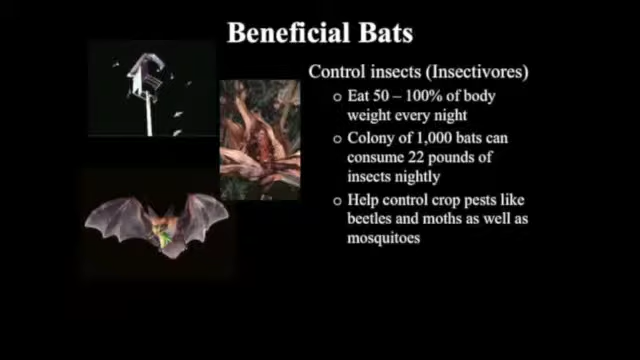 Beneficial Bats
Control insects (Insectivores)
o Eat 50 – 100% of body
weight every night
o Colony of 1,000 bats can
consume 22 pounds of
insects nightly
o Help control crop pests like
beetles and moths as well as
mosquitoes